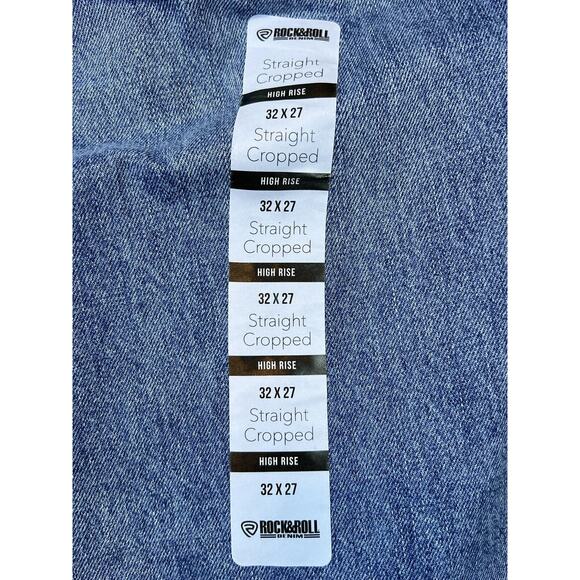 ROCK&ROLL
DENIM
Straight
Cropped
HIGH RISE
32 X 27
Straight
Cropped
HIGH RISE
32 X 27
Straight
Cropped
HIGH RISE
32 X 27
Straight
Cropped
HIGH RISE
32 X 27
Straight
Cropped
HIGH RISE
32 X 27
ROCK&ROLL
DENIM